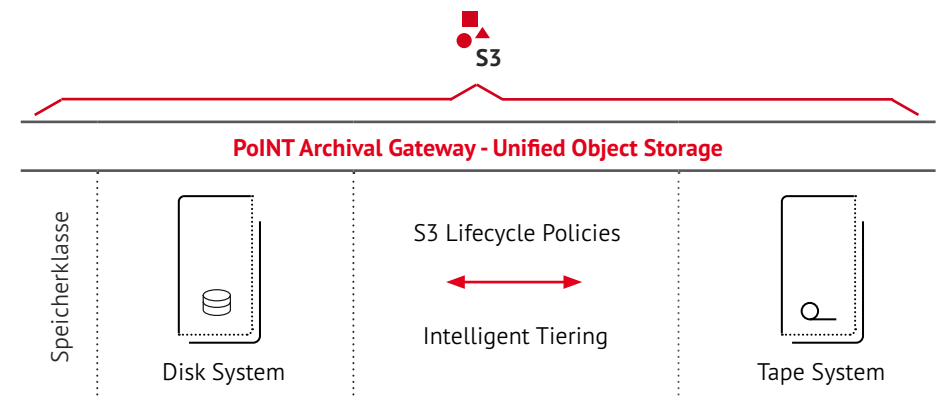 S3
PoINT Archival Gateway - Unified Object Storage
Speicherklasse
Disk System
S3 Lifecycle Policies
Intelligent Tiering
Tape System